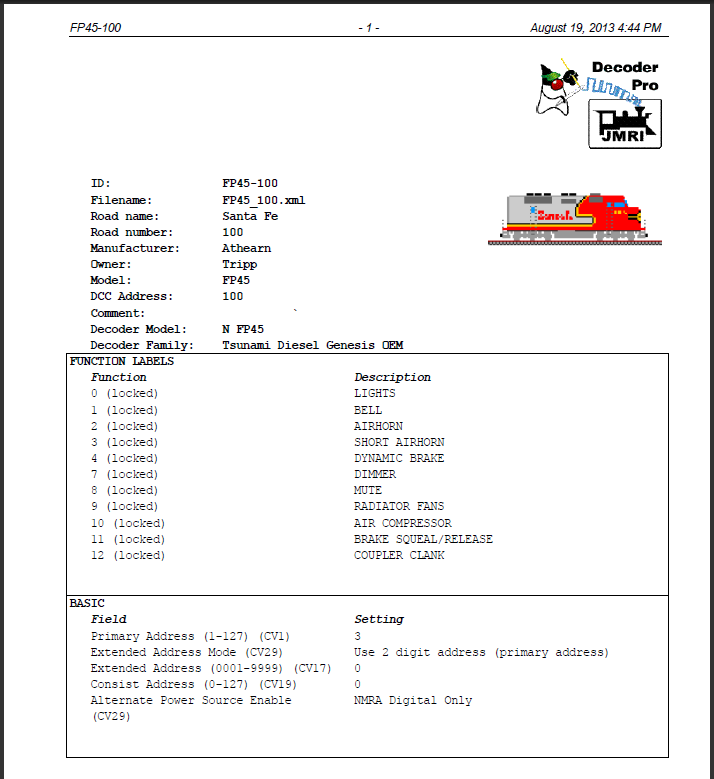 FP45-100 - 1 - August 19, 2013 4:44 PM
Decoder
Pro
JMRI
ID: FP45-100
Filename: FP45_100.xml
Road name: Santa Fe
Road number: 100
Manufacturer: Athearn
Owner: Tripp
Model: FP45
DCC Address: 100
Comment: `
Decoder Model: N FP45
Decoder Family: Tsunami Diesel Genesis OEM
Santa Fe
FUNCTION LABELS
Function Description
0 (locked) LIGHTS
1 (locked) BELL
2 (locked) AIRHORN
3 (locked) SHORT AIRHORN
4 (locked) DYNAMIC BRAKE
7 (locked) DIMMER
8 (locked) MUTE
9 (locked) RADIATOR FANS
10 (locked) AIR COMPRESSOR
11 (locked) BRAKE SQUEAL/RELEASE
12 (locked) COUPLER CLANK
BASIC
Field Setting
Primary Address (1-127) (CV1) 3
Extended Address Mode (CV29) Use 2 digit address (primary address)
Extended Address (0001-9999) (CV17) 0
Consist Address (0-127) (CV19) 0
Alternate Power Source Enable NMRA Digital Only
(CV29)